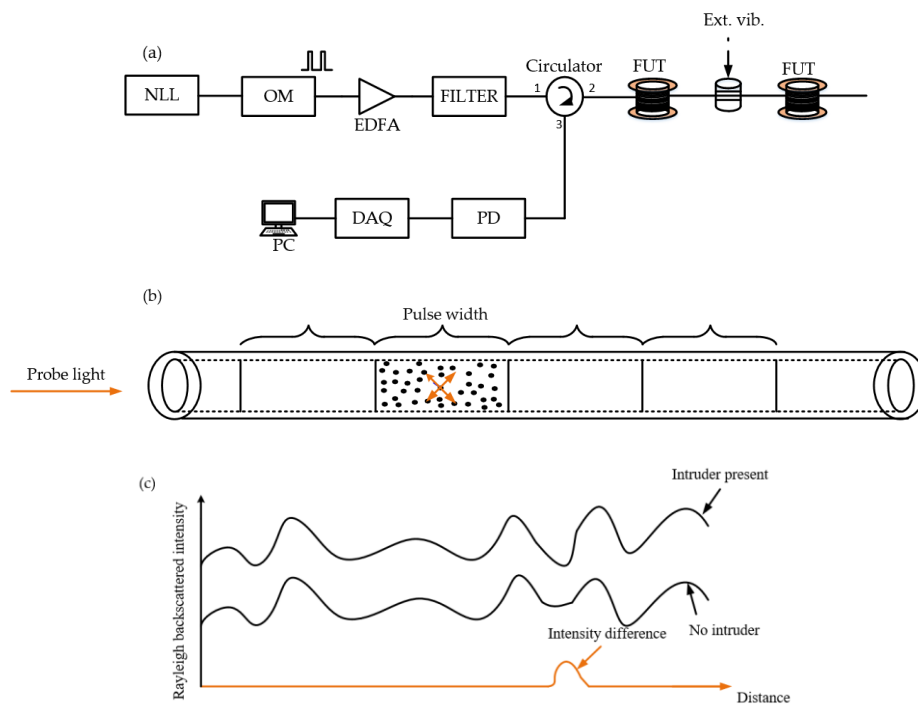 (a)
Ext. vib.
NLL
OM
EDFA
FILTER
Circulator
1
2
3
FUT
FUT
PC
DAQ
PD
(b)
Pulse width
Probe light
(c)
Rayleigh backscattered intensity
Intruder present
No intruder
Intensity difference
Distance